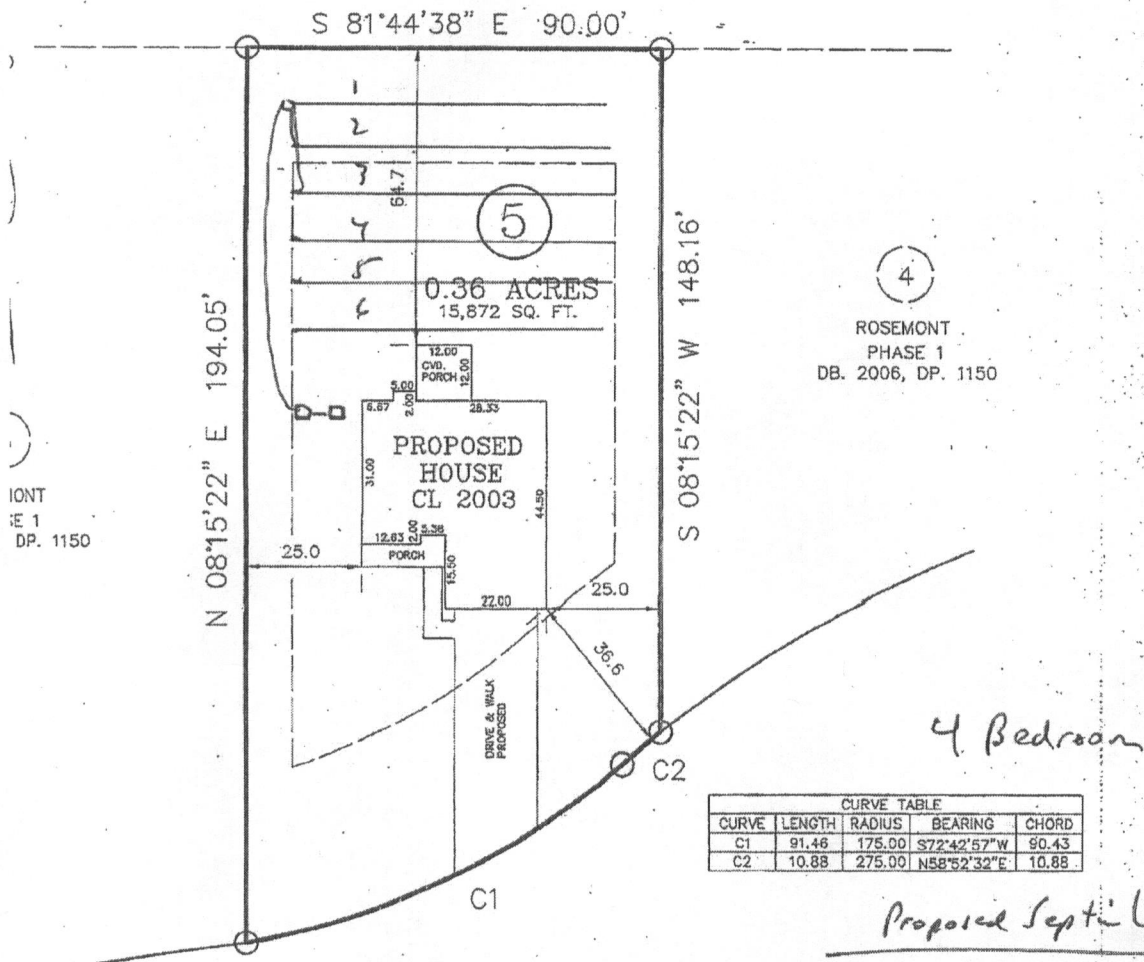 S 81°44'38" E 90.00'
1
2
3
64.7
4
5
6
5
0.36 ACRES
15,872 SQ. FT.
N 08°15'22" E 194.05'
S 08°15'22" W 148.16'
4
ROSEMONT
PHASE 1
DB. 2006, DP. 1150
12.00
CVD.
PORCH
12.00
5.00
6.67
2.00
28.33
PROPOSED
HOUSE
CL 2003
31.00
44.50
MONT
SE 1
DP. 1150
12.63
2.00
5.38
PORCH
15.50
25.0
22.00
25.0
36.6
DRIVE & WALK
PROPOSED
C2
4 Bedroom
CURVE TABLE
CURVE LENGTH RADIUS BEARING CHORD
C1 91.46 175.00 S72°42'57"W 90.43
C2 10.88 275.00 N58°52'32"E 10.88
C1
Proposed Septic